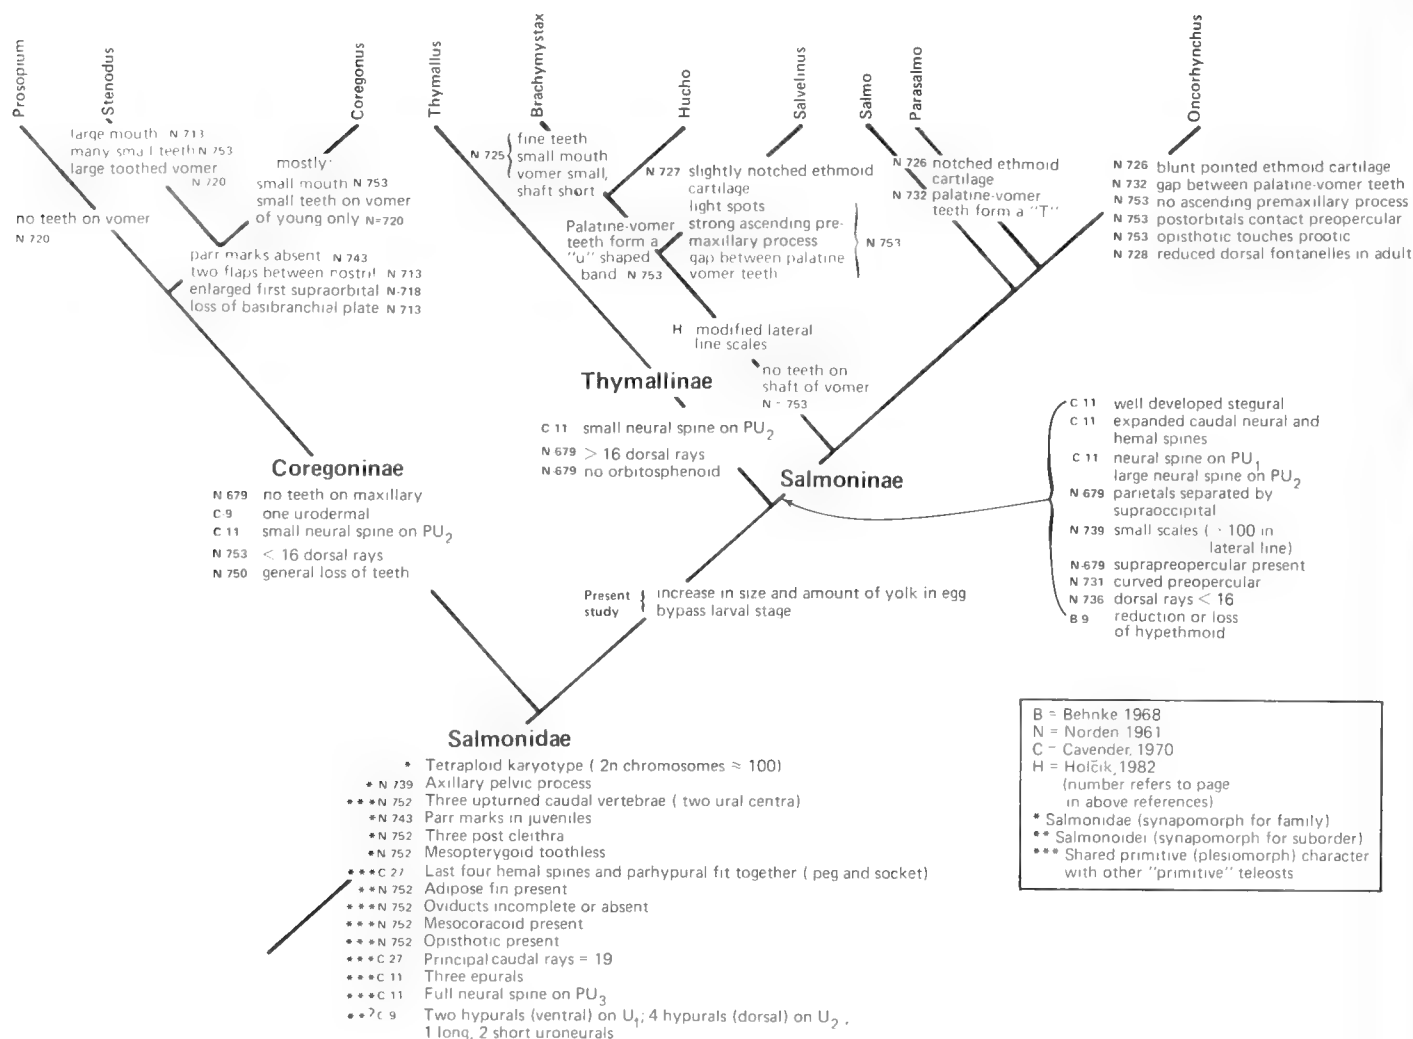 Prosopium
Stenodus
Coregonus
Thymallus
Brachymystax
Hucho
Salvelinus
Salmo
Parasalmo
Oncorhynchus
large mouth N 713
many small teeth N 753
large toothed vomer
N 720
mostly:
small mouth N 753
small teeth on vomer
of young only N-720
no teeth on vomer
N 720
parr marks absent N 743
two flaps between nostril N 713
enlarged first supraorbital N-718
loss of basibranchial plate N 713
N 725 fine teeth
small mouth
vomer small,
shaft short
Palatine-vomer
teeth form a
"u" shaped
band N 753
N 727 slightly notched ethmoid
cartilage
light spots
strong ascending pre-
maxillary process
gap between palatine
vomer teeth
N 753
N 726 notched ethmoid
cartilage
N 732 palatine-vomer
teeth form a "T"
N 726 blunt pointed ethmoid cartilage
N 732 gap between palatine-vomer teeth
N 753 no ascending premaxillary process
N 753 postorbitals contact preopercular
N 753 opisthotic touches prootic
N 728 reduced dorsal fontanelles in adult
H modified lateral
line scales
no teeth on
shaft of vomer
N - 753
Thymallinae
C 11 small neural spine on PU2
N 679 > 16 dorsal rays
N-679 no orbitosphenoid
Coregoninae
N 679 no teeth on maxillary
C-9 one urodermal
C 11 small neural spine on PU2
N 753 < 16 dorsal rays
N 750 general loss of teeth
Salmoninae
C 11 well developed stegural
C 11 expanded caudal neural and
hemal spines
C 11 neural spine on PU1
large neural spine on PU2
N 679 parietals separated by
supraoccipital
N 739 small scales ( 100 in
lateral line)
N-679 suprapreopercular present
N 731 curved preopercular
N 736 dorsal rays < 16
B 9 reduction or loss
of hypethmoid
Present
study
increase in size and amount of yolk in egg
bypass larval stage
Salmonidae
* Tetraploid karyotype ( 2n chromosomes ≈ 100)
* N 739 Axillary pelvic process
* * * N 752 Three upturned caudal vertebrae ( two ural centra)
* N 743 Parr marks in juveniles
* N 752 Three post cleithra
* N 752 Mesopterygoid toothless
* * * C 27 Last four hemal spines and parhypural fit together ( peg and socket)
* * N 752 Adipose fin present
* * * N 752 Oviducts incomplete or absent
* * * N 752 Mesocoracoid present
* * * N 752 Opisthotic present
* * * C 27 Principal caudal rays = 19
* * * C 11 Three epurals
* * * C 11 Full neural spine on PU3
* * ? C 9 Two hypurals (ventral) on U1; 4 hypurals (dorsal) on U2 ,
1 long, 2 short uroneurals
B = Behnke 1968
N = Norden 1961
C = Cavender, 1970
H = Holčik, 1982
(number refers to page
in above references)
* Salmonidae (synapomorph for family)
** Salmonoidei (synapomorph for suborder)
*** Shared primitive (plesiomorph) character
with other "primitive" teleosts